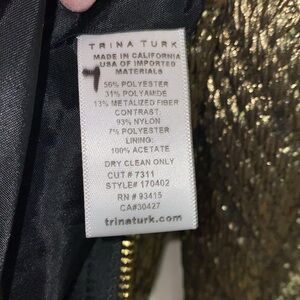 TRINA TURK
MADE IN CALIFORNIA
USA OF IMPORTED
MATERIALS
56% POLYESTER
31% POLYAMIDE
13% METALIZED FIBER
CONTRAST:
93% NYLON
7% POLYESTER
LINING:
100% ACETATE
DRY CLEAN ONLY
CUT # 7311
STYLE# 170402
RN # 93415
CA#30427
trinaturk.com